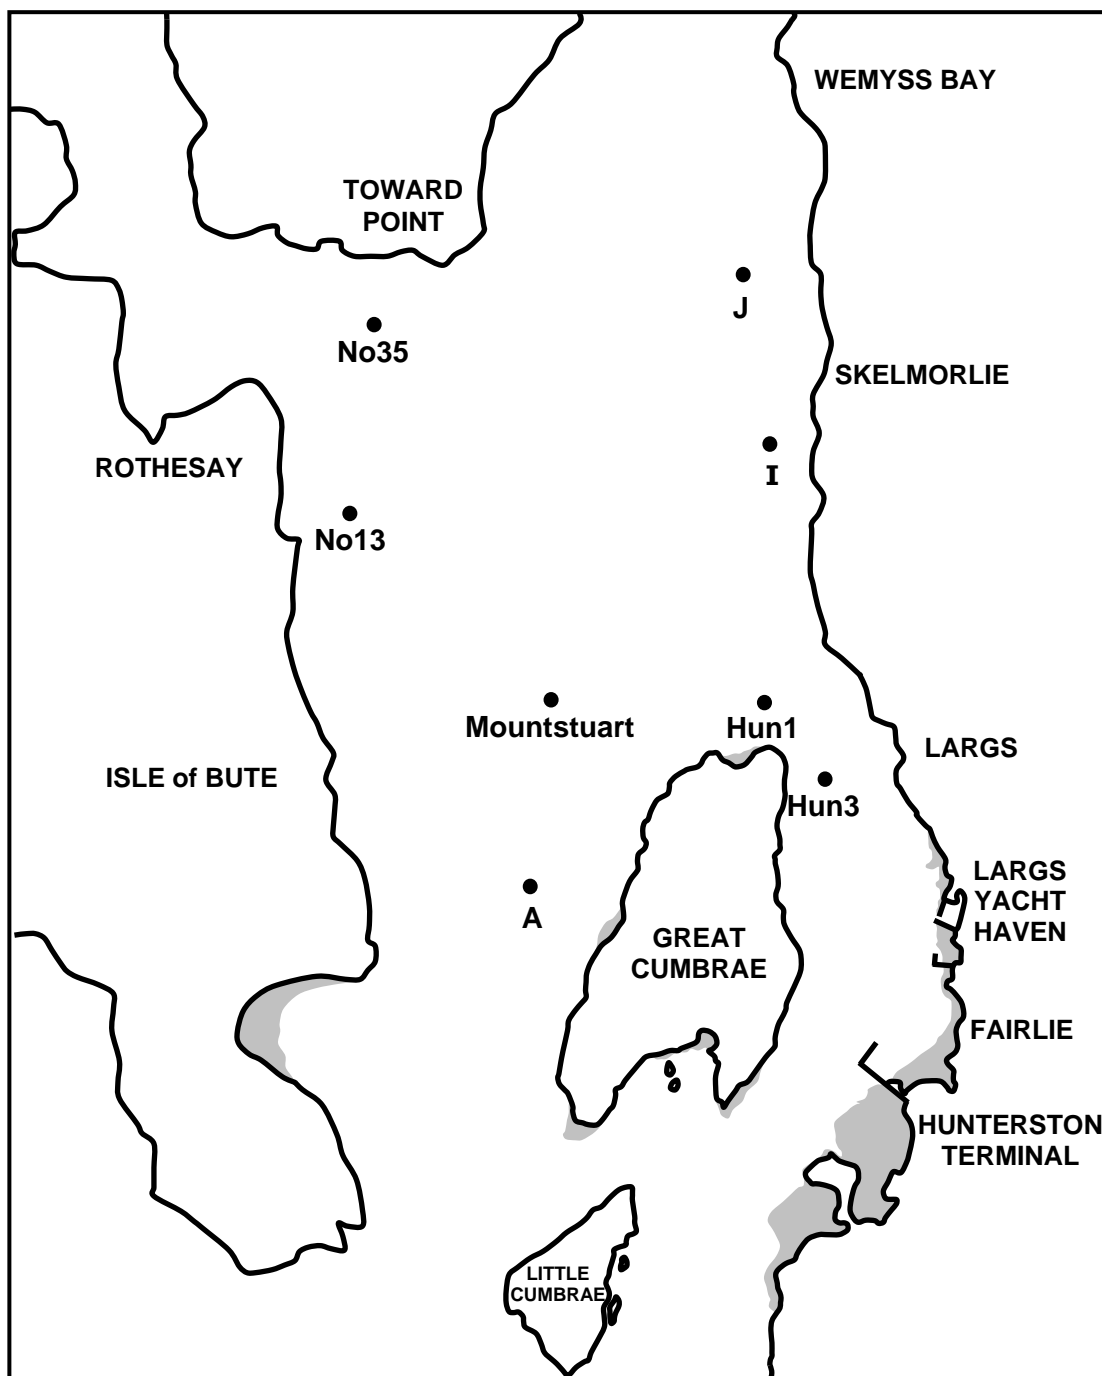 WEMYSS BAY
TOWARD
POINT
J
No35
SKELMORLIE
ROTHESAY
I
No13
Mountstuart
Hun1
LARGS
ISLE of BUTE
Hun3
LARGS
YACHT
HAVEN
A
GREAT
CUMBRAE
FAIRLIE
HUNTERSTON
TERMINAL
LITTLE
CUMBRAE